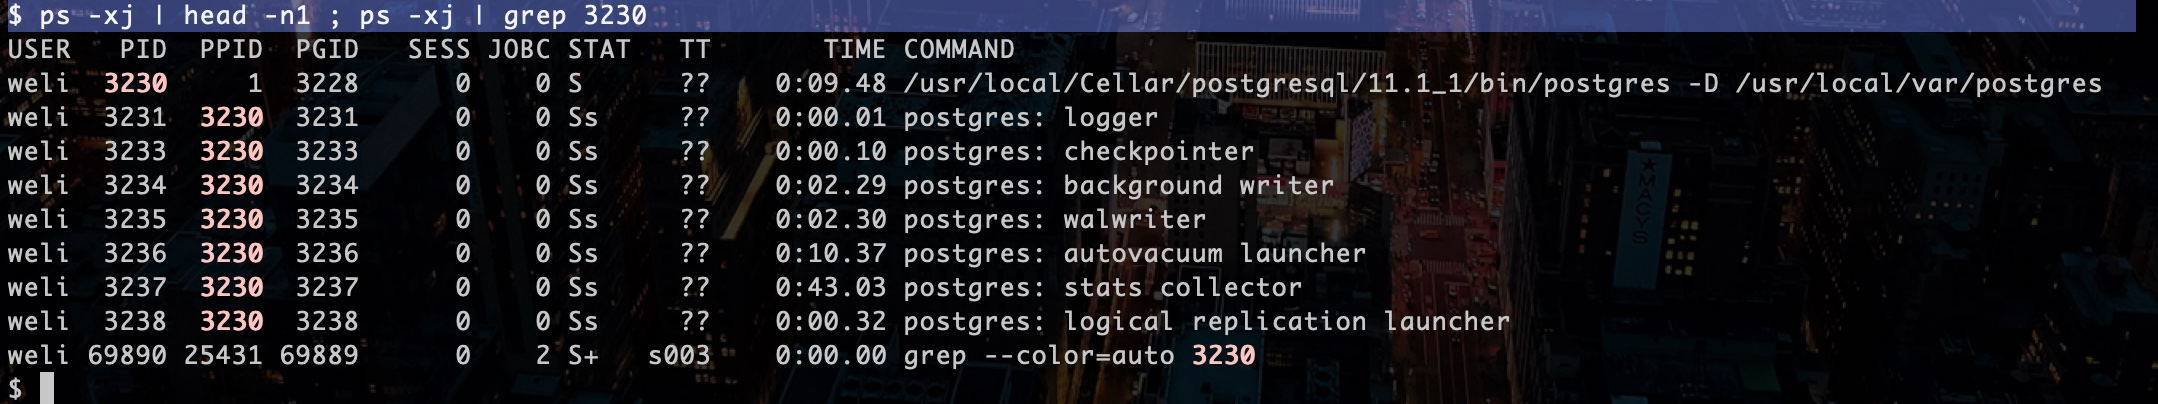 $ ps -xj | head -n1 ; ps -xj | grep 3230
USER   PID  PPID  PGID   SESS JOBC STAT   TT       TIME COMMAND
weli  3230     1  3228      0    0 S      ??    0:09.48 /usr/local/Cellar/postgresql/11.1_1/bin/postgres -D /usr/local/var/postgres
weli  3231  3230  3231      0    0 Ss     ??    0:00.01 postgres: logger
weli  3233  3230  3233      0    0 Ss     ??    0:00.10 postgres: checkpointer
weli  3234  3230  3234      0    0 Ss     ??    0:02.29 postgres: background writer
weli  3235  3230  3235      0    0 Ss     ??    0:02.30 postgres: walwriter
weli  3236  3230  3236      0    0 Ss     ??    0:10.37 postgres: autovacuum launcher
weli  3237  3230  3237      0    0 Ss     ??    0:43.03 postgres: stats collector
weli  3238  3230  3238      0    0 Ss     ??    0:00.32 postgres: logical replication launcher
weli 69890 25431 69889      0    2 S+   s003    0:00.00 grep --color=auto 3230
$
★MACYS